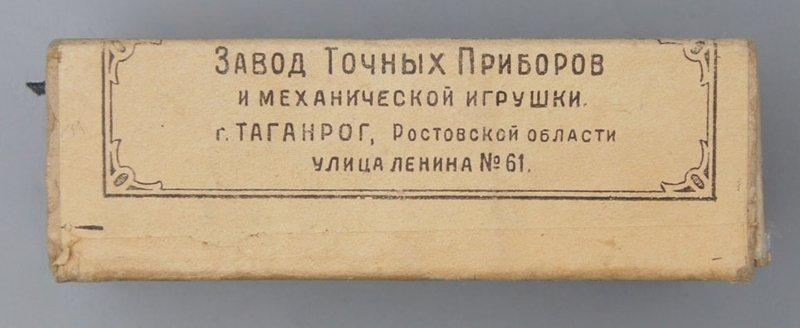 Завод Точных Приборов
и механической игрушки.
г. ТАГАНРОГ, Ростовской области
улица Ленина № 61.